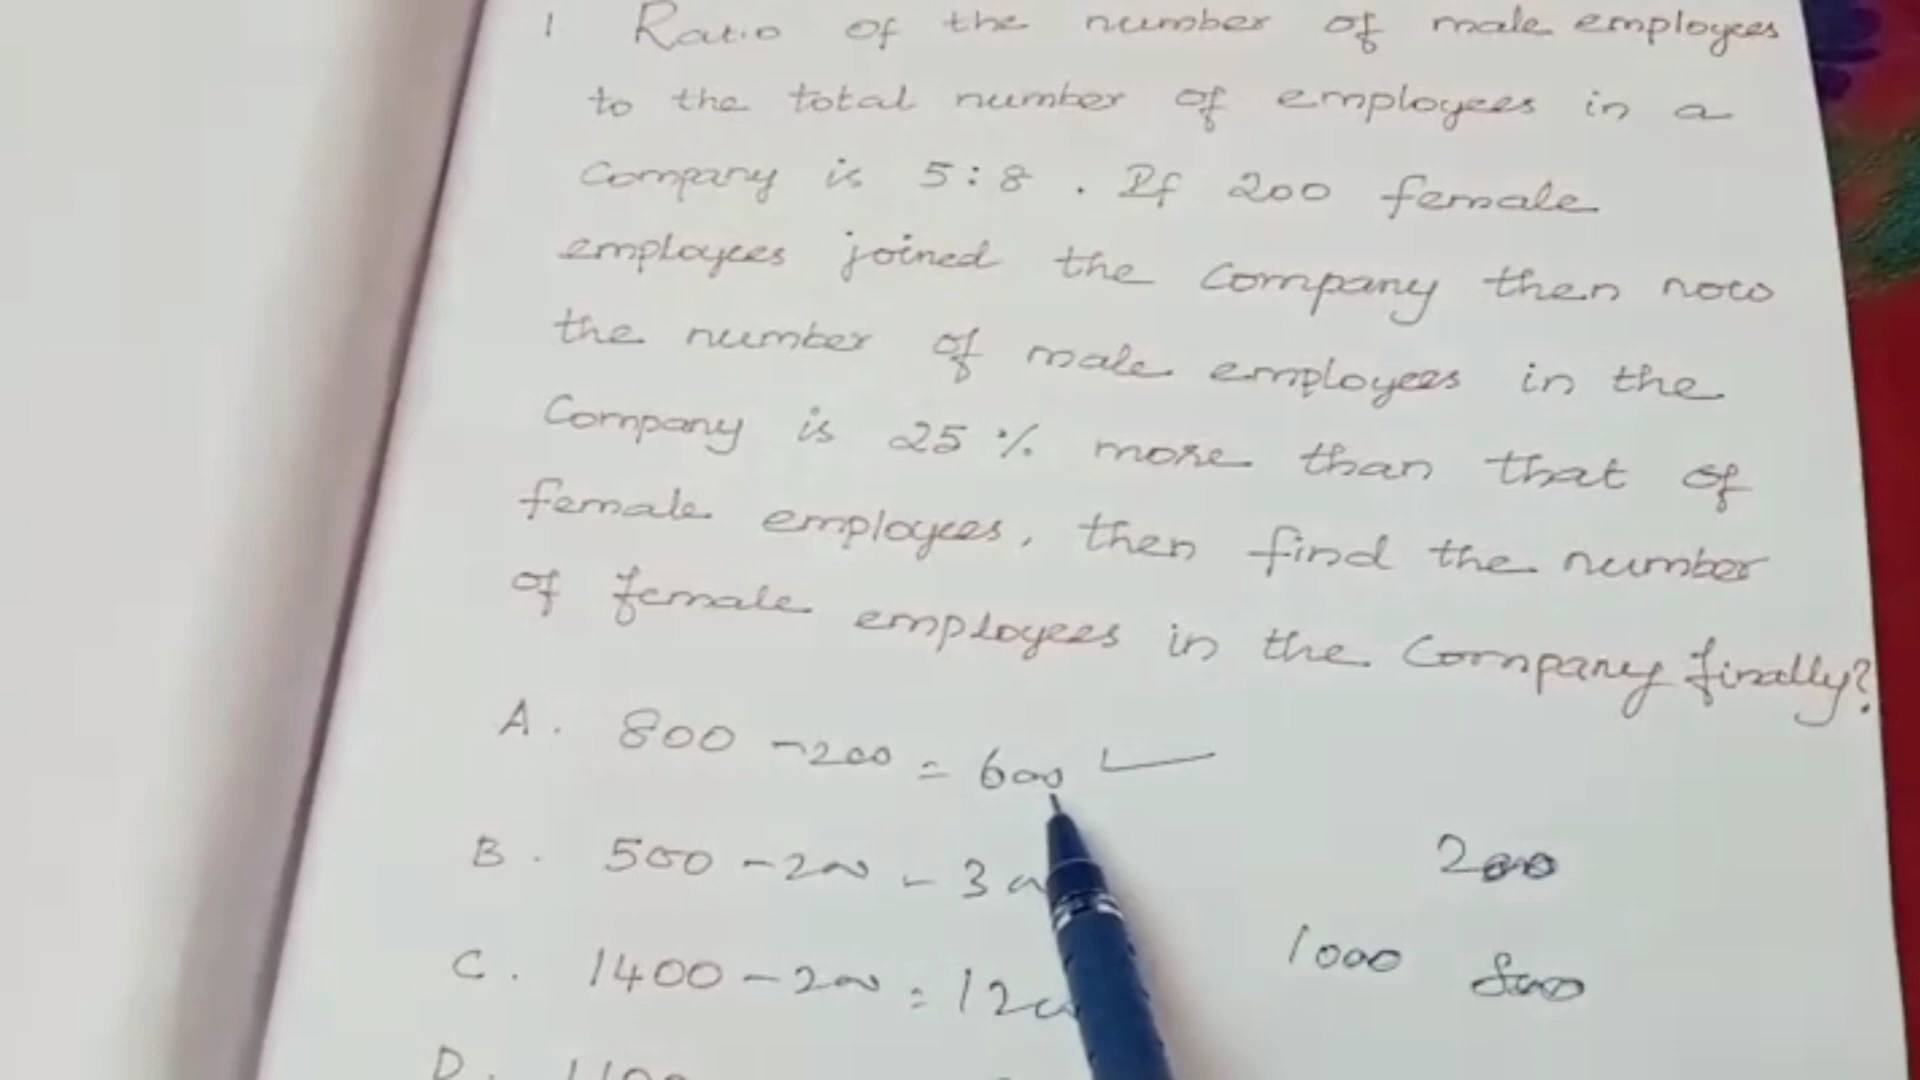 1 Ratio of the number of male employees
to the total number of employees in a
Company is 5:8 . If 200 female
employees joined the Company then now
the number of male employees in the
Company is 25% more than that of
female employees, then find the number
of female employees in the Company finally?
A. 800 - 200 = 600
B. 500 - 200 - 3
200
C. 1400 - 200 = 12
1000 800
D. 1100